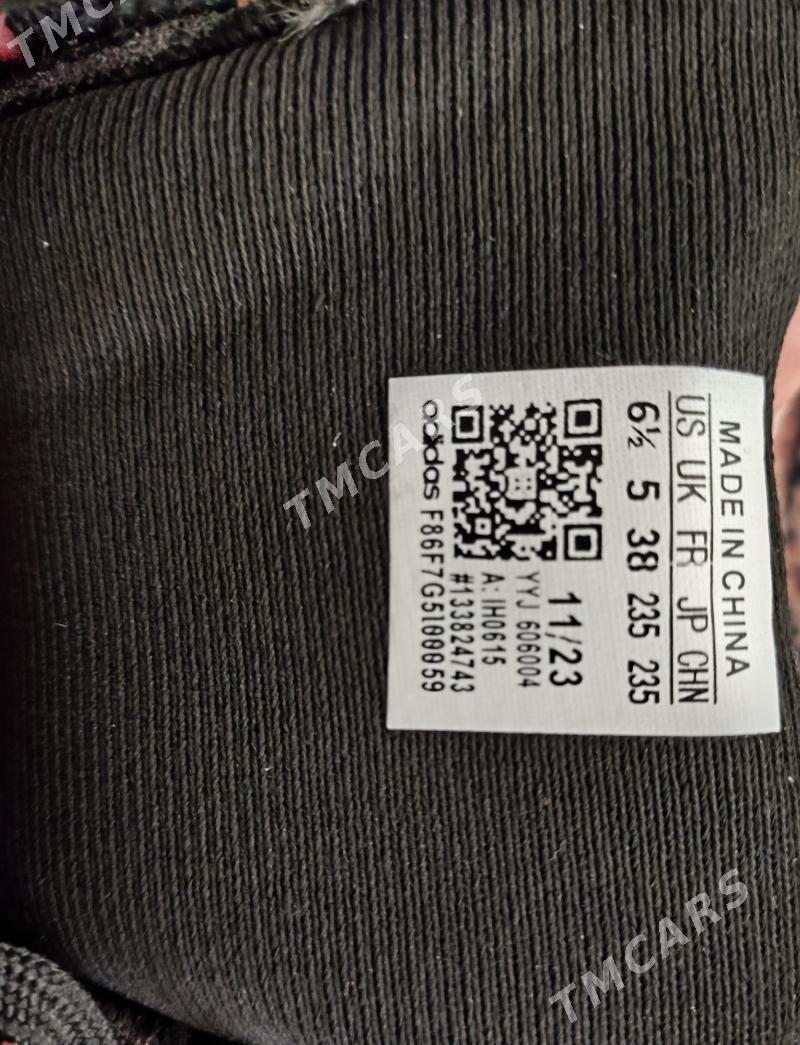 MADE IN CHINA
US UK FR JP CHN
6½ 5 38 235 235
11/23
YYJ 606004
A: IH0615
#133824743
adidas F86F7G5100059
TMCARS
TMCARS
TMCARS